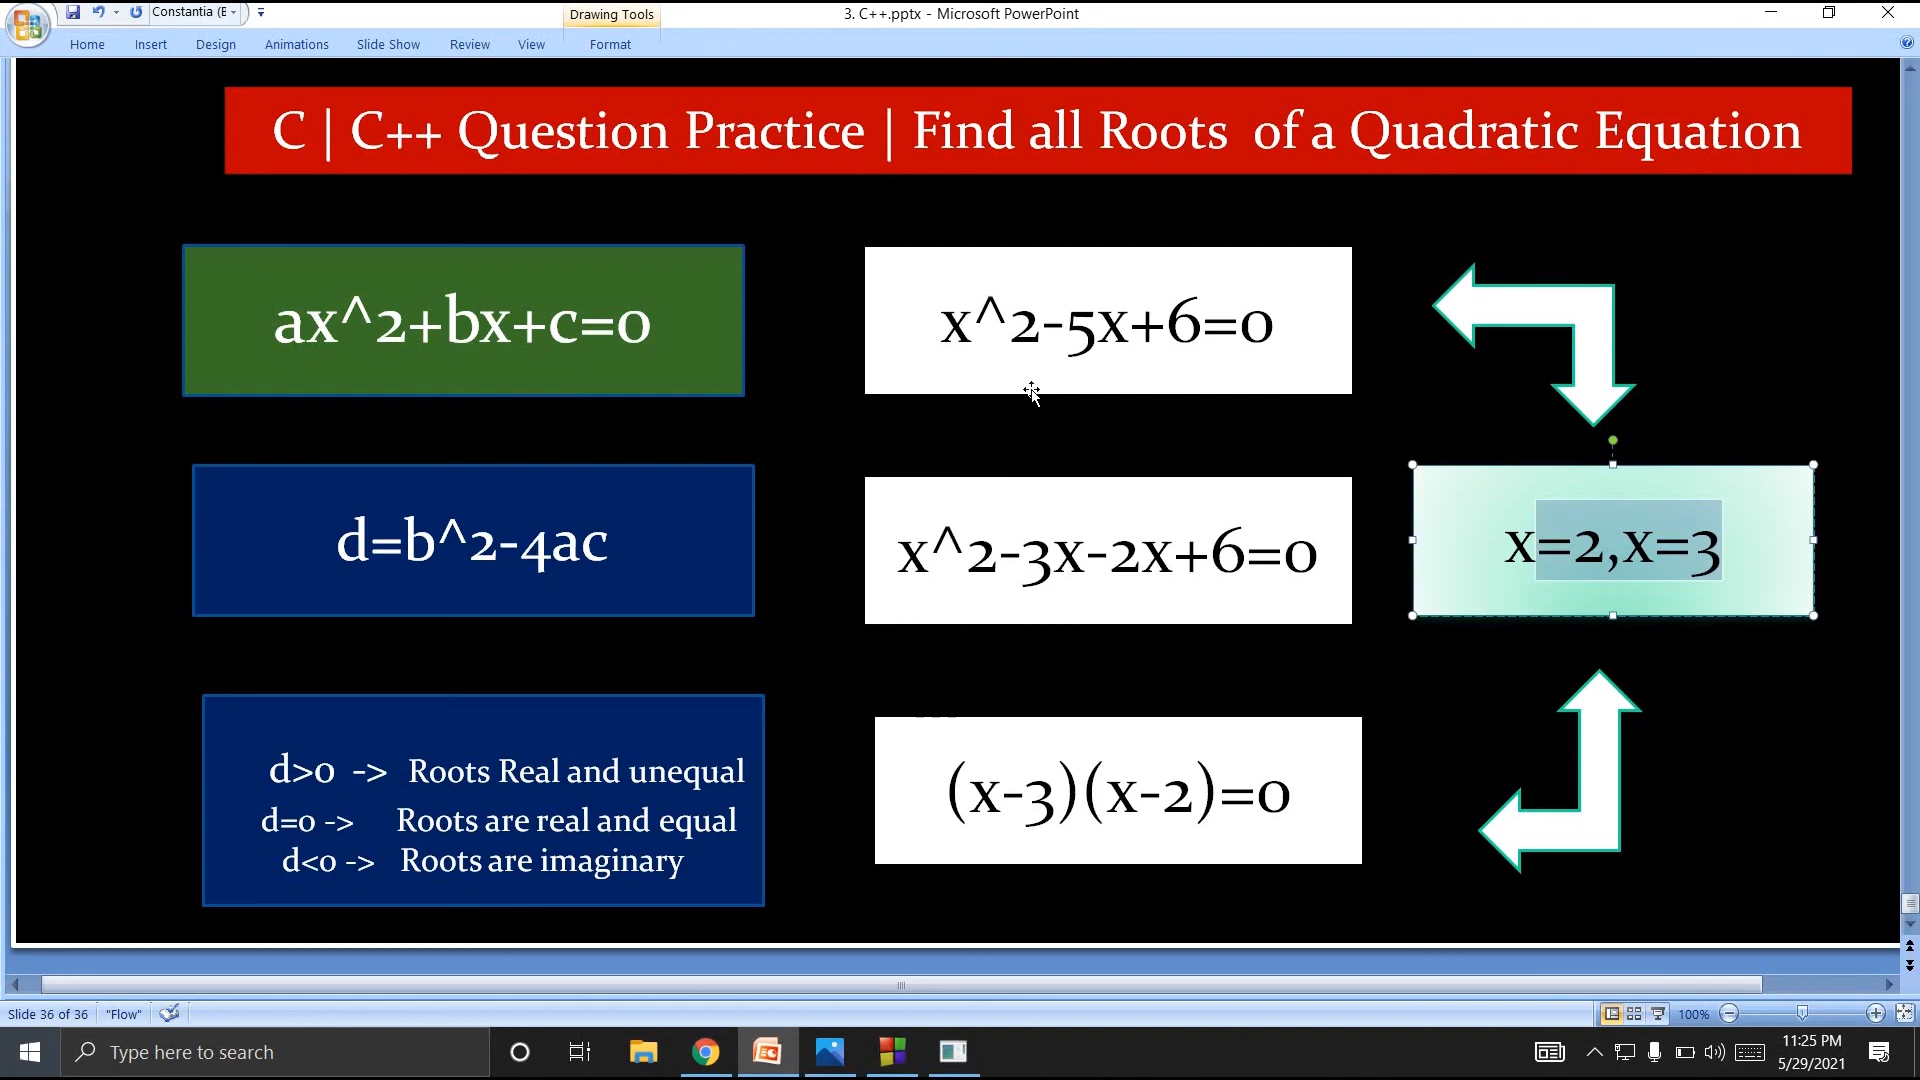 Constantia (E
Drawing Tools
3. C++.pptx - Microsoft PowerPoint
Home Insert Design Animations Slide Show Review View Format
C | C++ Question Practice | Find all Roots of a Quadratic Equation
ax^2+bx+c=0
x^2-5x+6=0
d=b^2-4ac
x^2-3x-2x+6=0
x=2,x=3
d>0 -> Roots Real and unequal
d=0 -> Roots are real and equal
d<0 -> Roots are imaginary
(x-3)(x-2)=0
Slide 36 of 36 "Flow" 100%
Type here to search
11:25 PM
5/29/2021